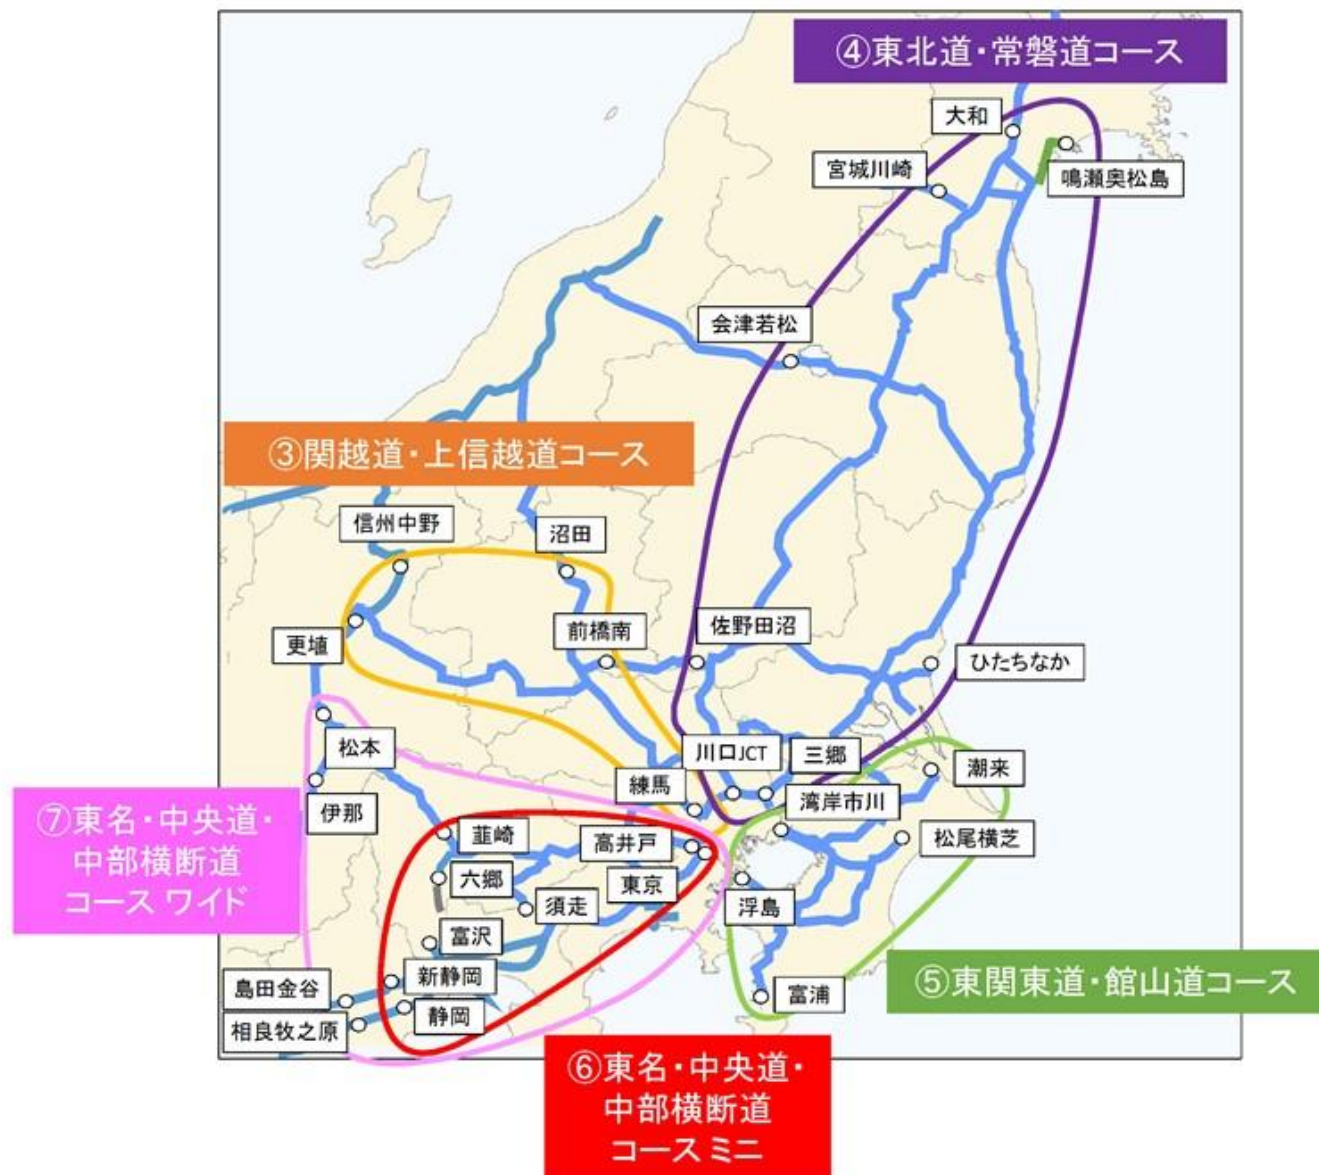 ④東北道・常磐道コース
大和
宮城川崎
鳴瀬奥松島
会津若松
③関越道・上信越道コース
信州中野
沼田
前橋南
佐野田沼
更埴
ひたちなか
松本
川口JCT
三郷
潮来
練馬
湾岸市川
伊那
⑦東名・中央道・
中部横断道
コース ワイド
韮崎
高井戸
松尾横芝
六郷
東京
須走
浮島
富沢
新静岡
島田金谷
静岡
相良牧之原
富浦
⑤東関東道・館山道コース
⑥東名・中央道・
中部横断道
コース ミニ